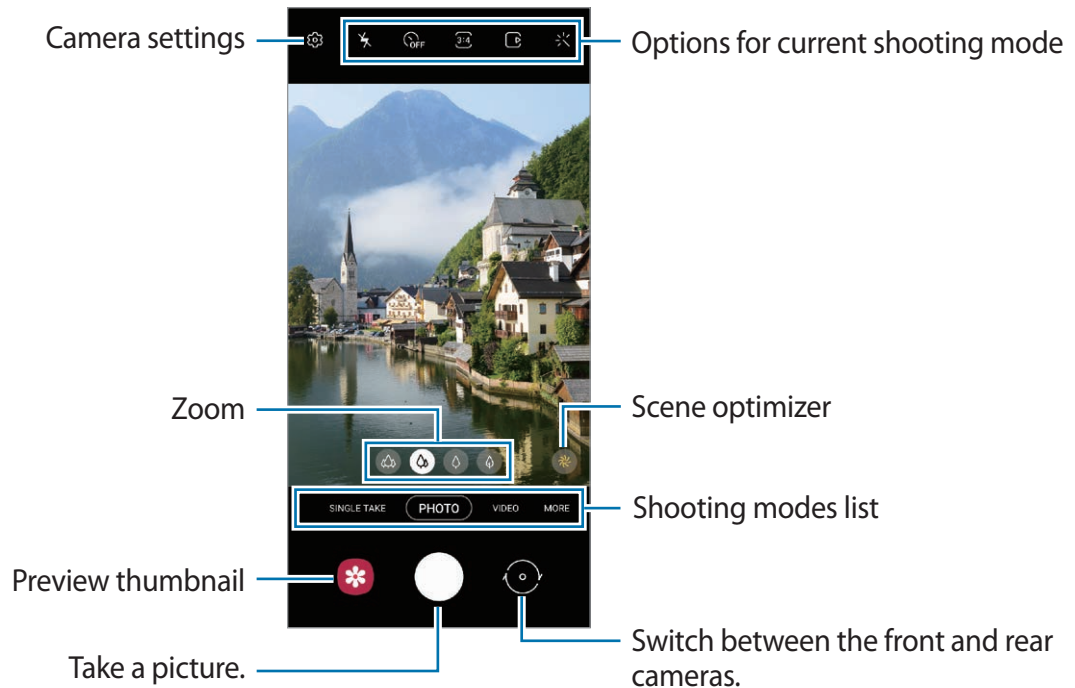 Camera settings
OFF
3:4
Options for current shooting mode
Zoom
Scene optimizer
SINGLE TAKE PHOTO VIDEO MORE
Shooting modes list
Preview thumbnail
Take a picture.
Switch between the front and rear
cameras.